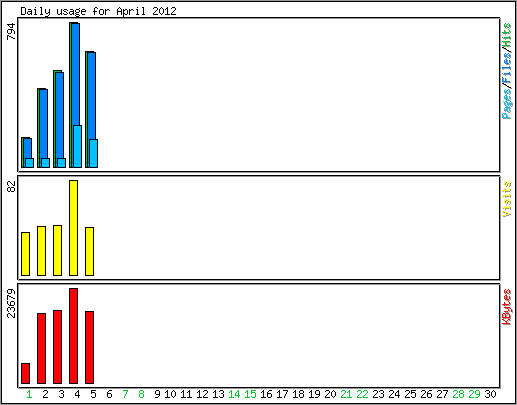 Daily usage for April 2012
794
Pages/Files/Hits
82
Visits
23679
KBytes
1 2 3 4 5 6 7 8 9 10 11 12 13 14 15 16 17 18 19 20 21 22 23 24 25 26 27 28 29 30